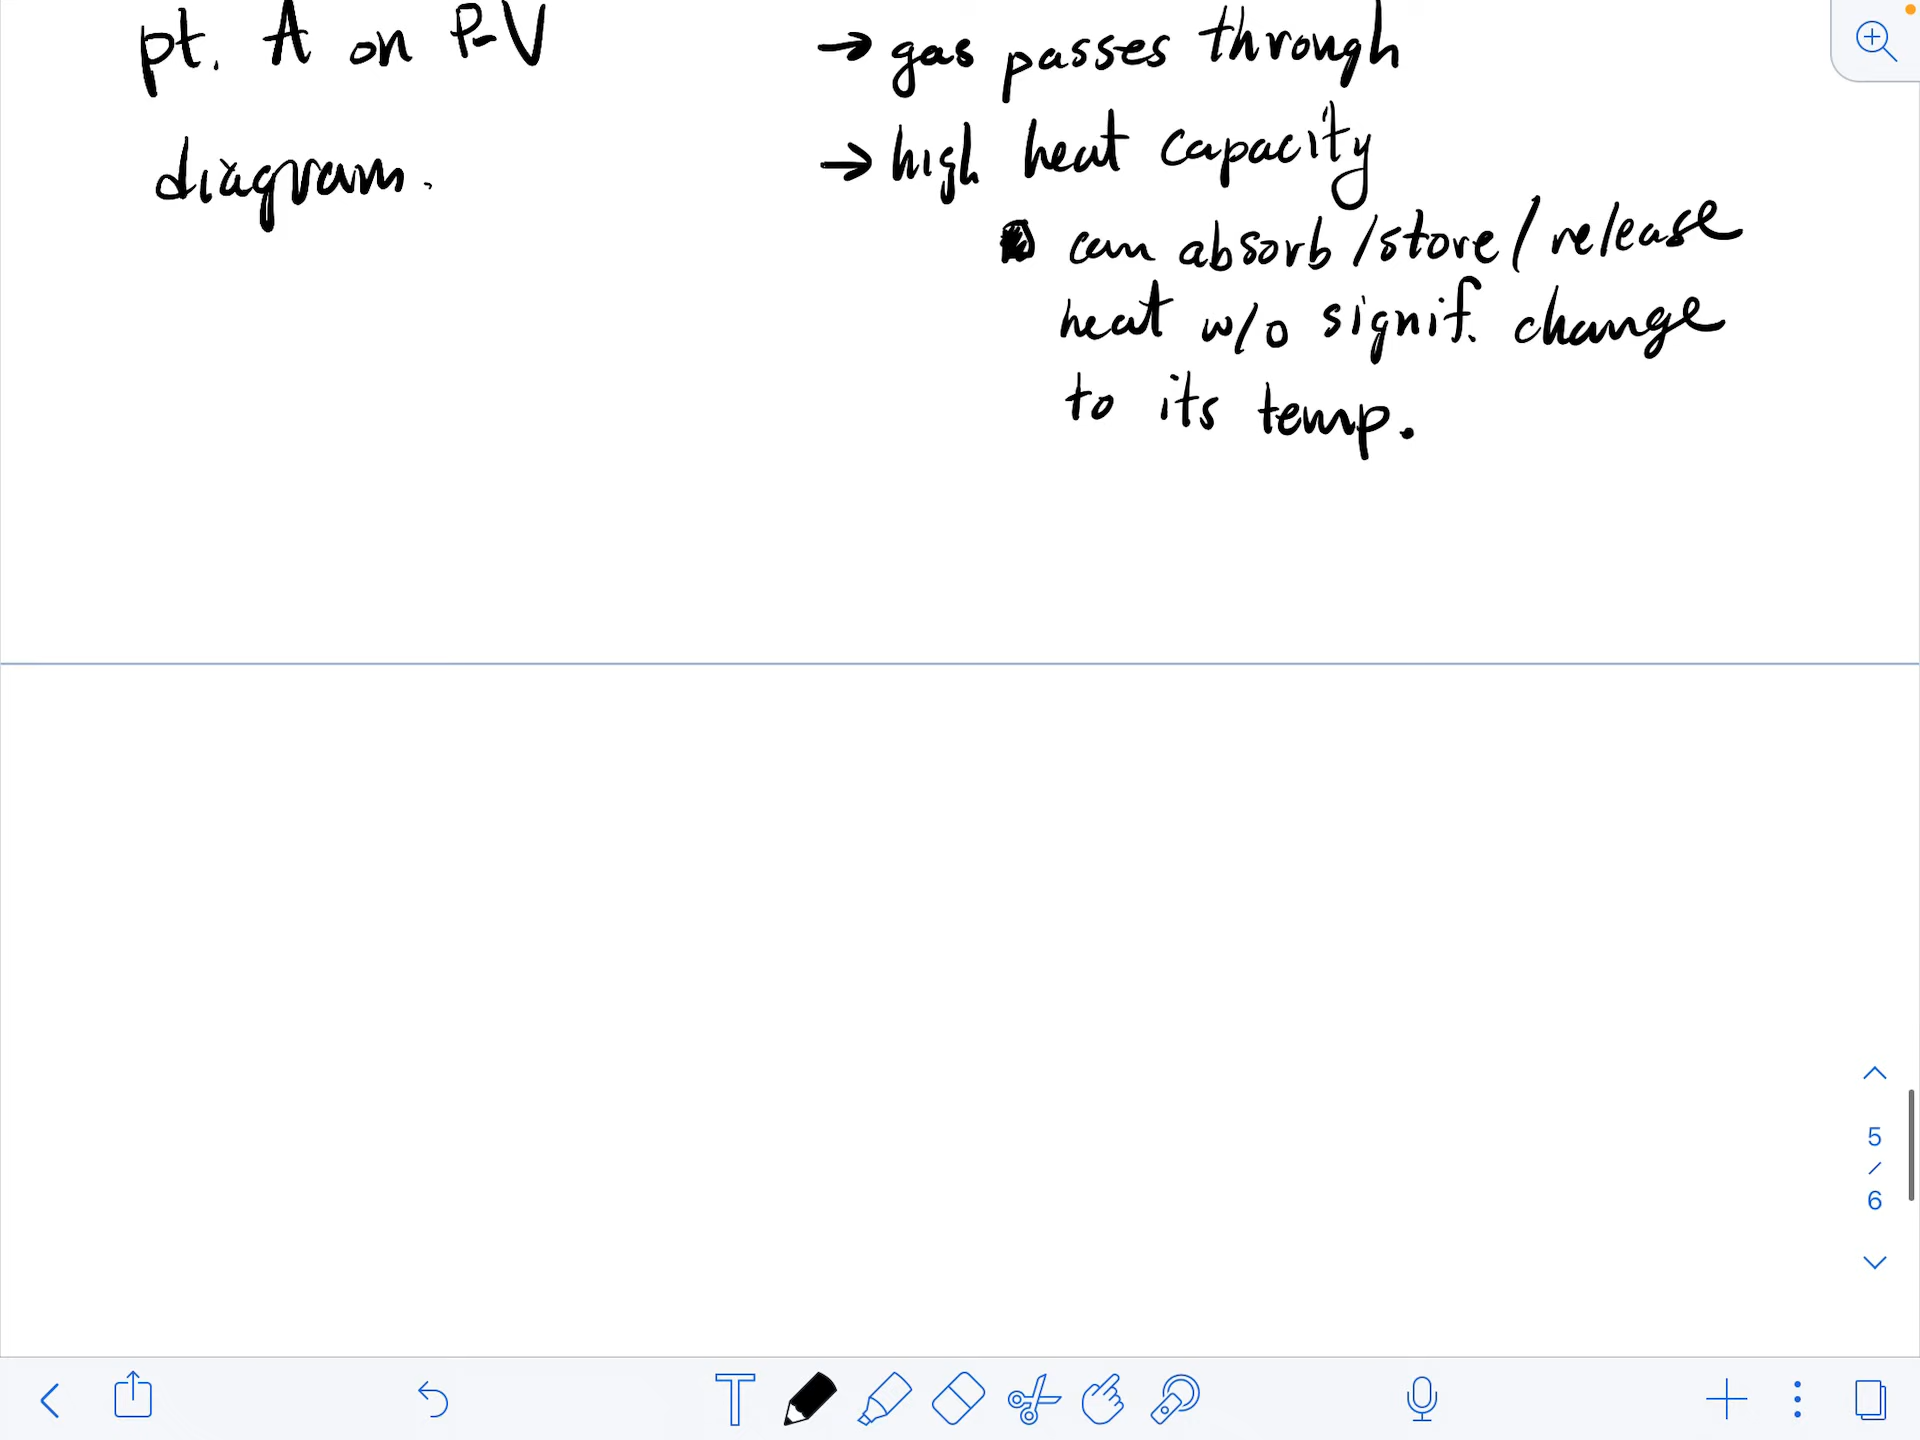 pt. A on P-V
diagram.
→ gas passes through
→ high heat capacity
can absorb/store/release
heat w/o signif. change
to its temp.
5
/
6
T